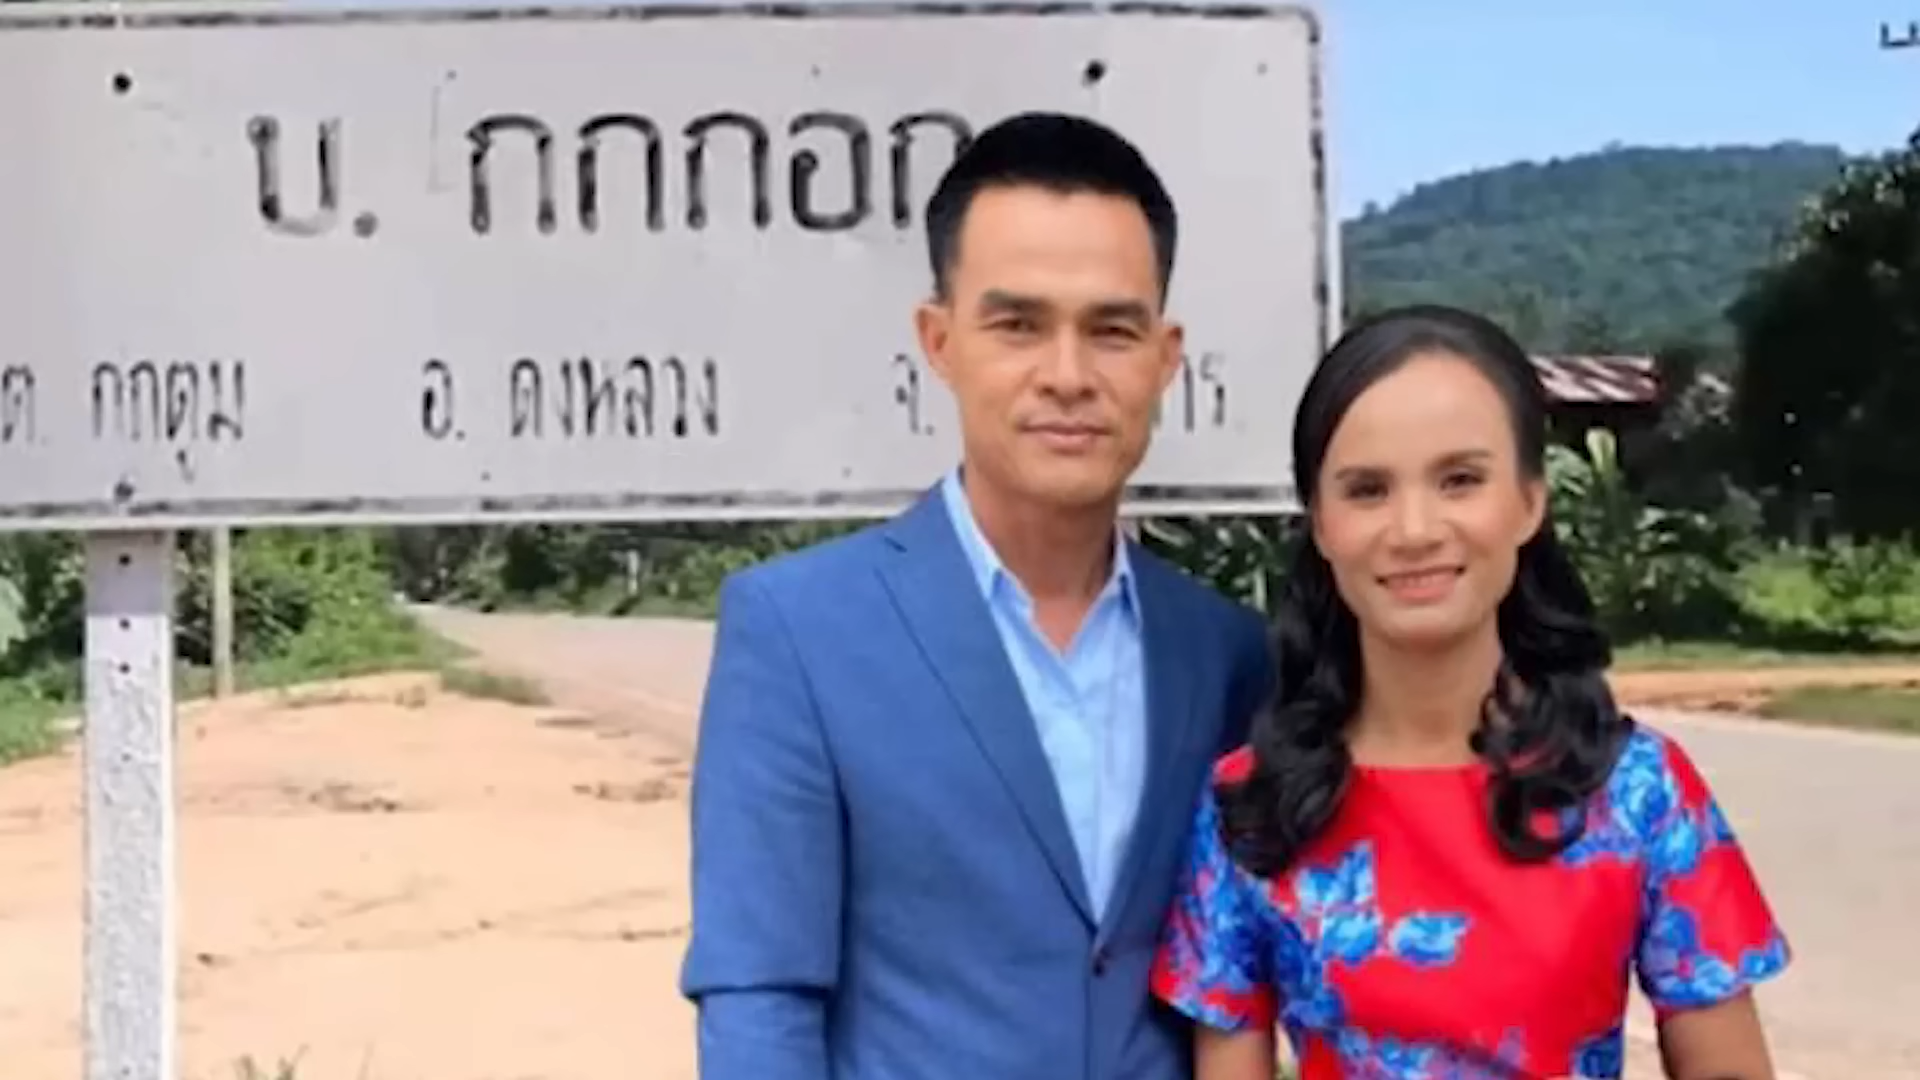 บ. กกกอก
ต. กกตูม อ. ดงหลวง จ.